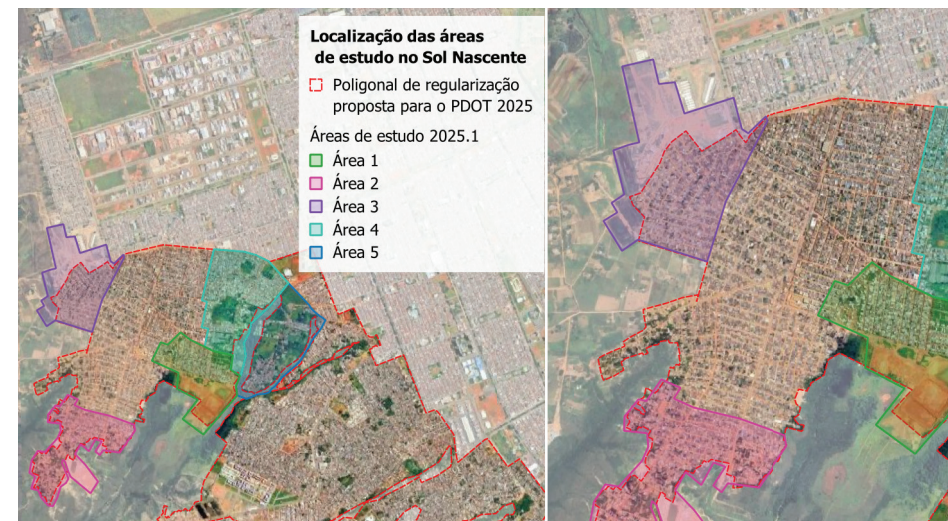 Localização das áreas
de estudo no Sol Nascente
Poligonal de regularização
proposta para o PDOT 2025
Áreas de estudo 2025.1
Área 1
Área 2
Área 3
Área 4
Área 5